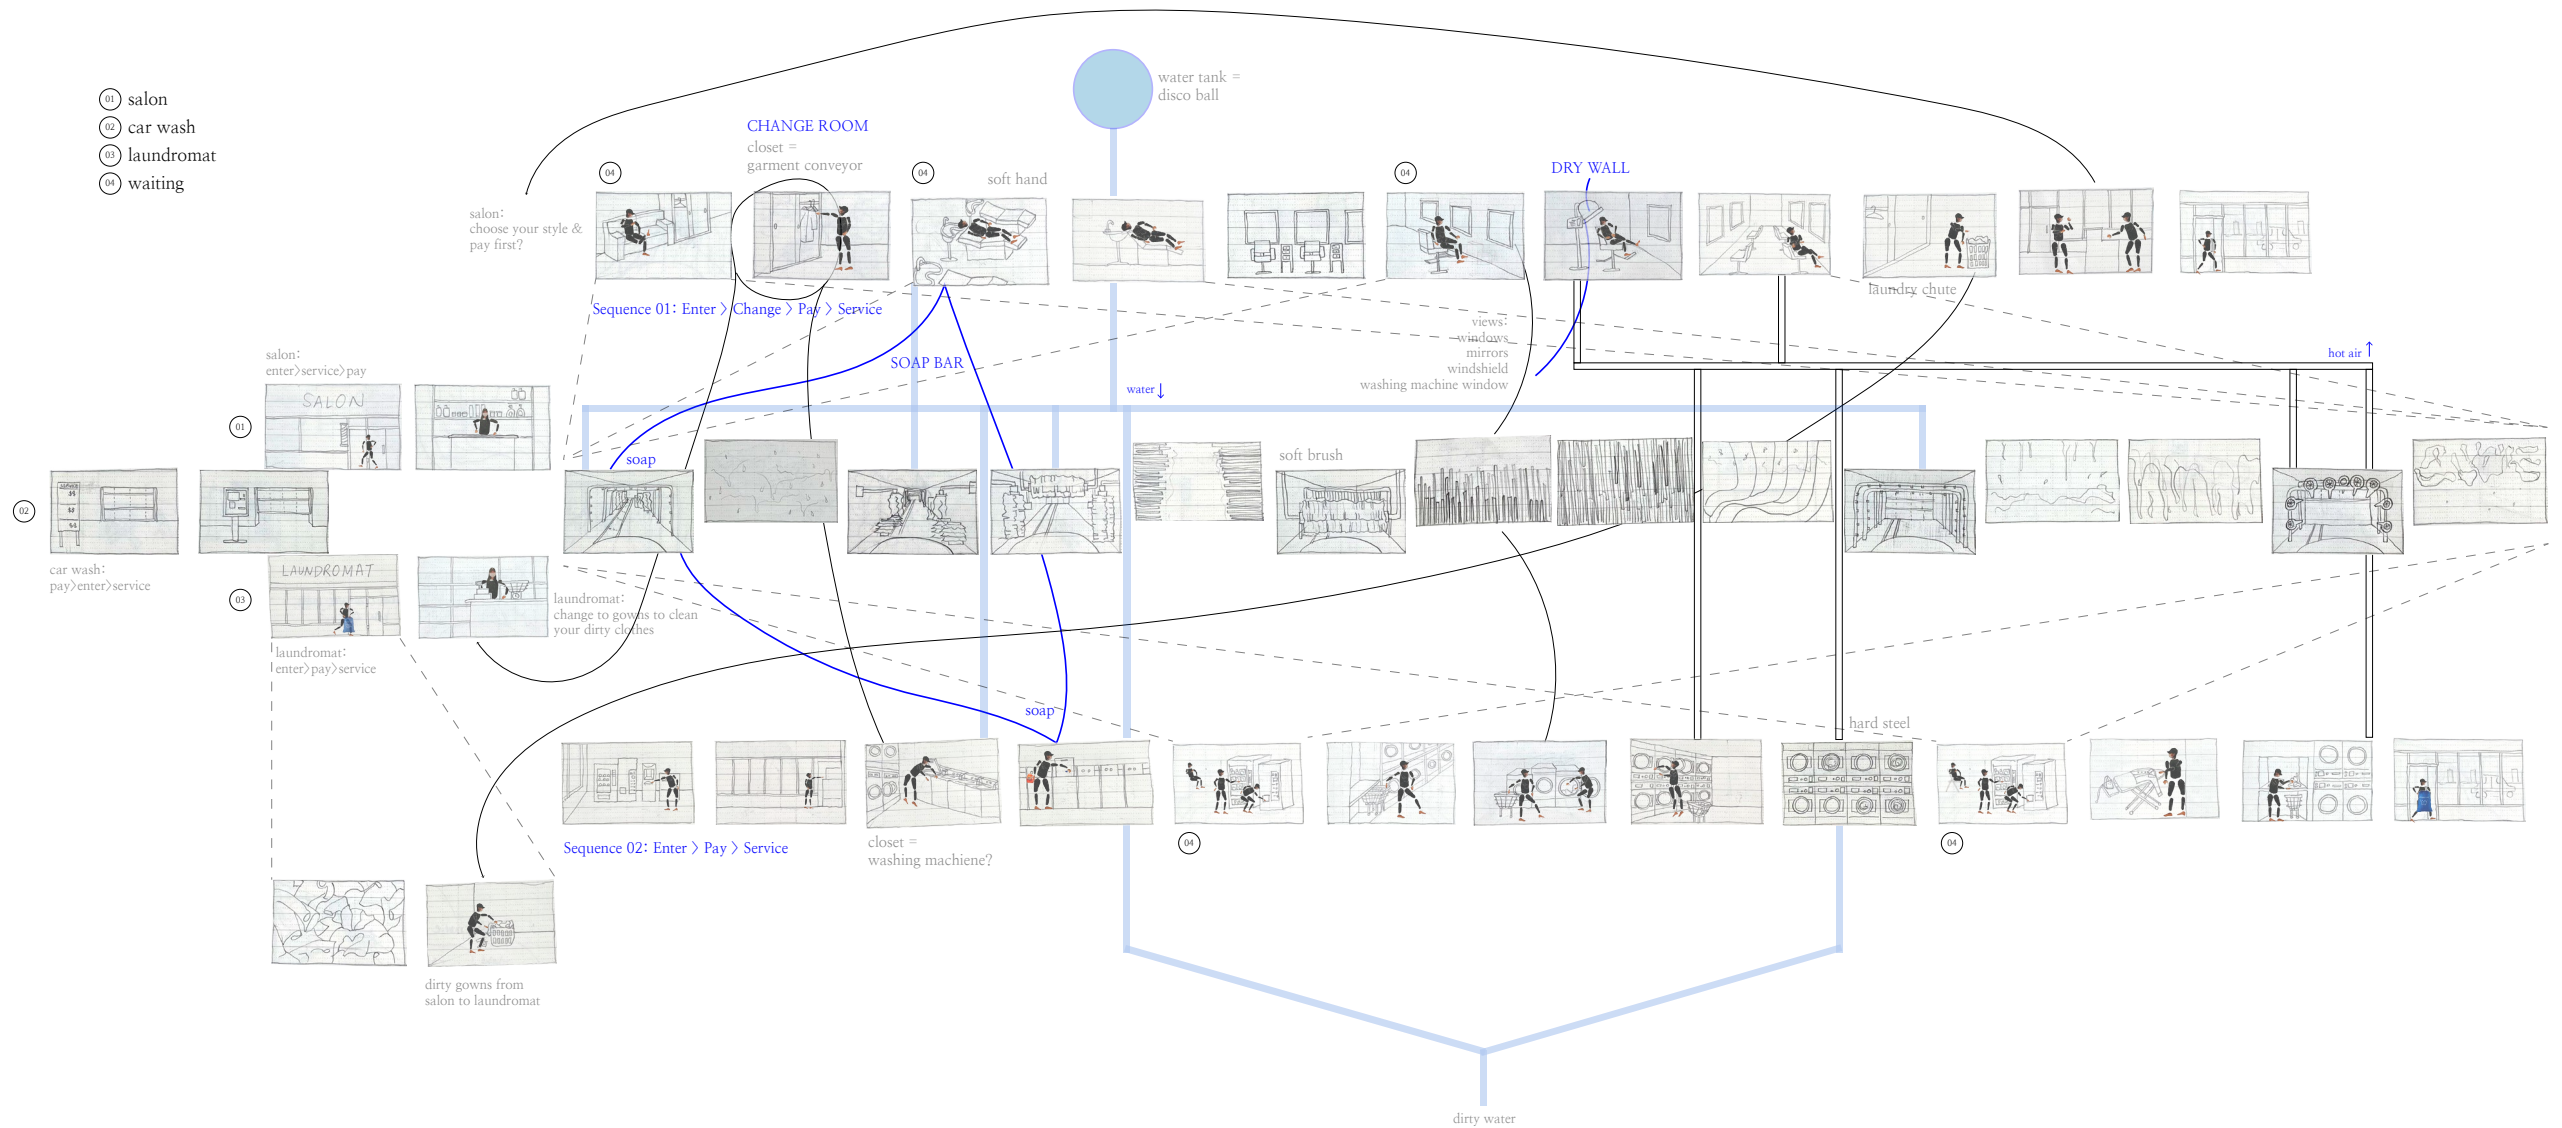 01 salon
02 car wash
03 laundromat
04 waiting
water tank =
disco ball
CHANGE ROOM
closet =
garment conveyor
04
04
soft hand
04
DRY WALL
salon:
choose your style &
pay first?
Sequence 01: Enter > Change > Pay > Service
laundry chute
views:
windows
mirrors
windshield
washing machine window
hot air ↑
salon:
enter>service>pay
SOAP BAR
water ↓
SALON
01
soap
soft brush
02
car wash:
pay>enter>service
LAUNDROMAT
03
laundromat:
change to gowns to clean
your dirty clothes
laundromat:
enter>pay>service
soap
hard steel
Sequence 02: Enter > Pay > Service
closet =
washing machiene?
04
04
dirty gowns from
salon to laundromat
dirty water